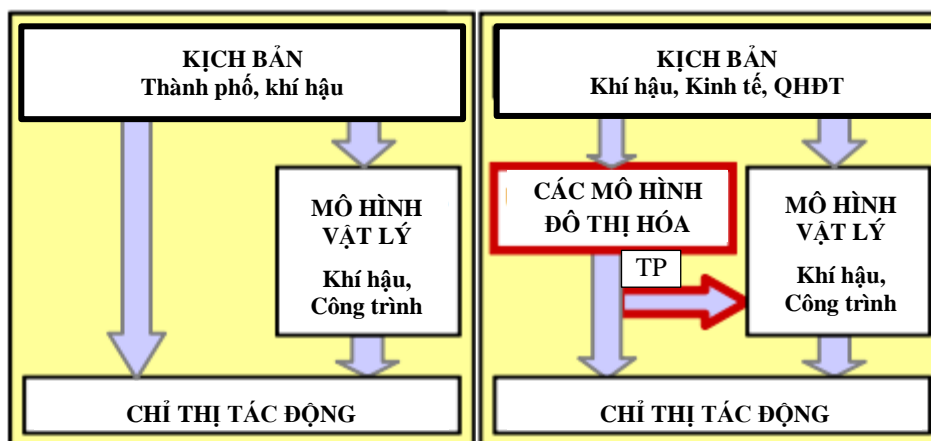 KỊCH BẢN
Thành phố, khí hậu
MÔ HÌNH
VẬT LÝ
Khí hậu,
Công trình
CHỈ THỊ TÁC ĐỘNG
KỊCH BẢN
Khí hậu, Kinh tế, QHĐT
CÁC MÔ HÌNH
ĐÔ THỊ HÓA
TP
MÔ HÌNH
VẬT LÝ
Khí hậu,
Công trình
CHỈ THỊ TÁC ĐỘNG